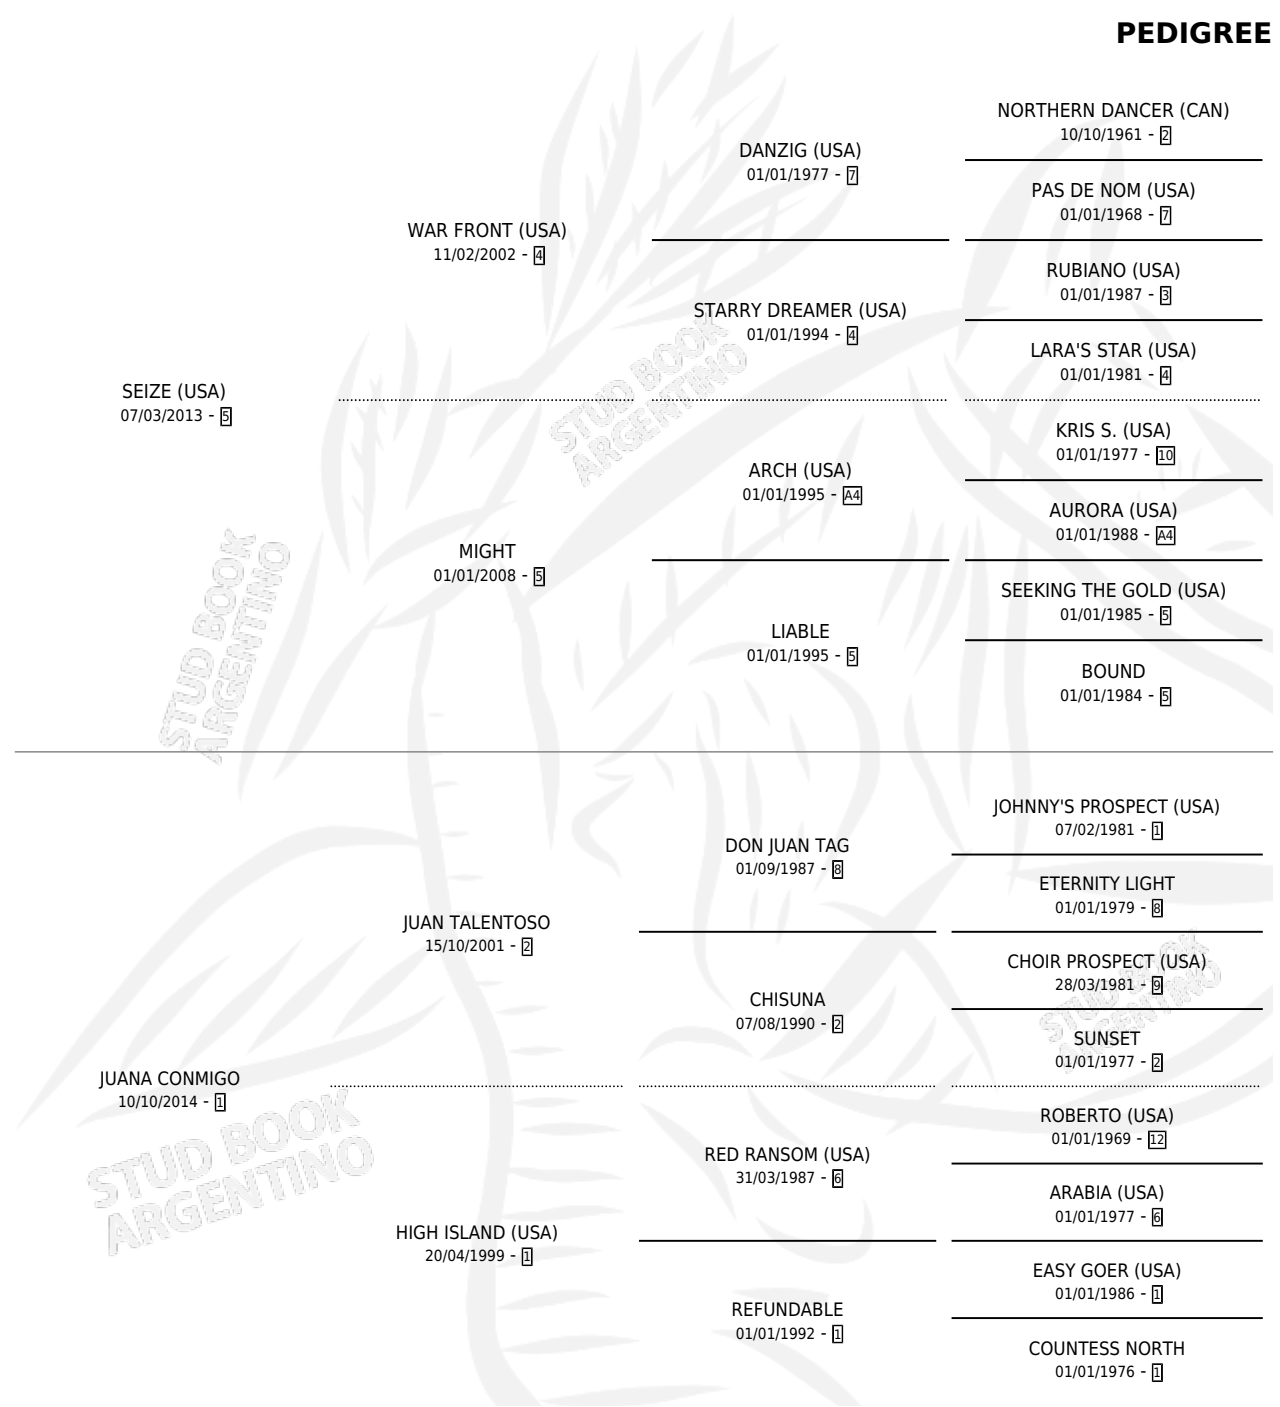 PEDIGREE
NORTHERN DANCER (CAN)
10/10/1961 - 2
DANZIG (USA)
01/01/1977 - 7
PAS DE NOM (USA)
01/01/1968 - 7
WAR FRONT (USA)
11/02/2002 - 4
RUBIANO (USA)
01/01/1987 - 3
STARRY DREAMER (USA)
01/01/1994 - 4
LARA'S STAR (USA)
01/01/1981 - 4
SEIZE (USA)
07/03/2013 - 5
KRIS S. (USA)
01/01/1977 - 10
ARCH (USA)
01/01/1995 - A4
AURORA (USA)
01/01/1988 - A4
MIGHT
01/01/2008 - 5
SEEKING THE GOLD (USA)
01/01/1985 - 5
LIABLE
01/01/1995 - 5
BOUND
01/01/1984 - 5
JOHNNY'S PROSPECT (USA)
07/02/1981 - 1
DON JUAN TAG
01/09/1987 - 8
ETERNITY LIGHT
01/01/1979 - 8
JUAN TALENTOSO
15/10/2001 - 2
CHOIR PROSPECT (USA)
28/03/1981 - 9
CHISUNA
07/08/1990 - 2
SUNSET
01/01/1977 - 2
JUANA CONMIGO
10/10/2014 - 1
ROBERTO (USA)
01/01/1969 - 12
RED RANSOM (USA)
31/03/1987 - 6
ARABIA (USA)
01/01/1977 - 6
HIGH ISLAND (USA)
20/04/1999 - 1
EASY GOER (USA)
01/01/1986 - 1
REFUNDABLE
01/01/1992 - 1
COUNTESS NORTH
01/01/1976 - 1
STUD BOOK
ARGENTINO
STUD BOOK
ARGENTINO
STUD BOOK
ARGENTINO
STUD BOOK
ARGENTINO